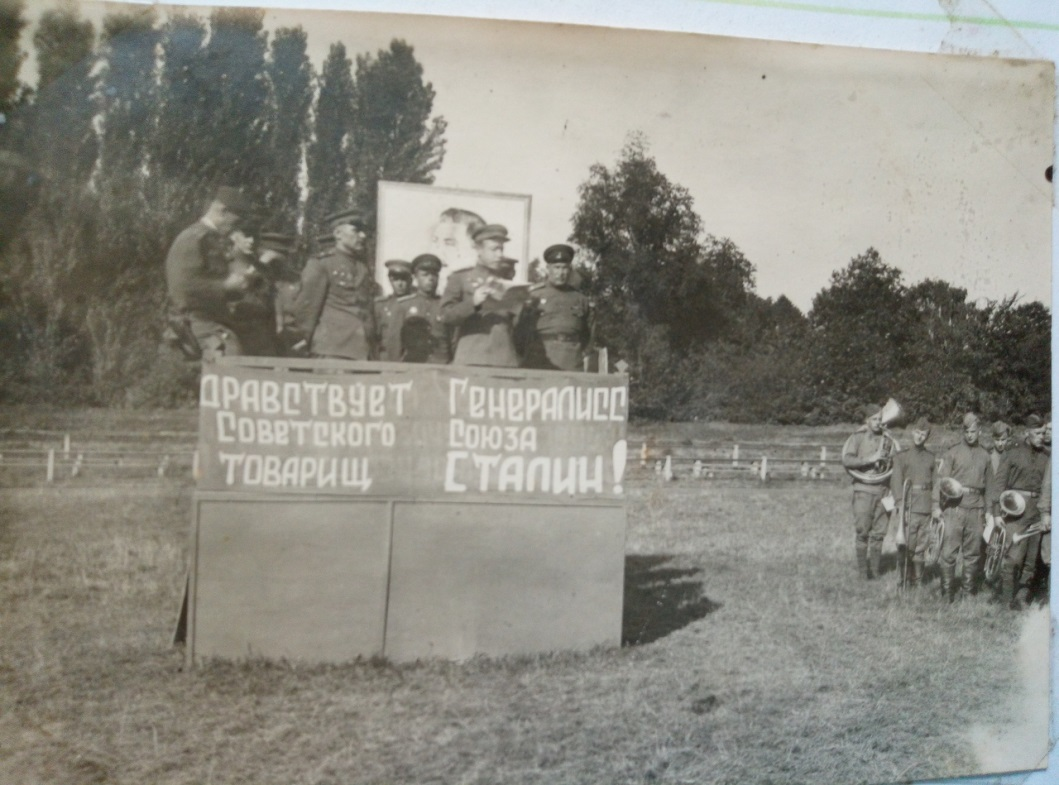 ДРАВСТВУЕТ ГЕНЕРАЛИСС
СОВЕТСКОГО СОЮЗА
ТОВАРИЩ СТАЛИН!